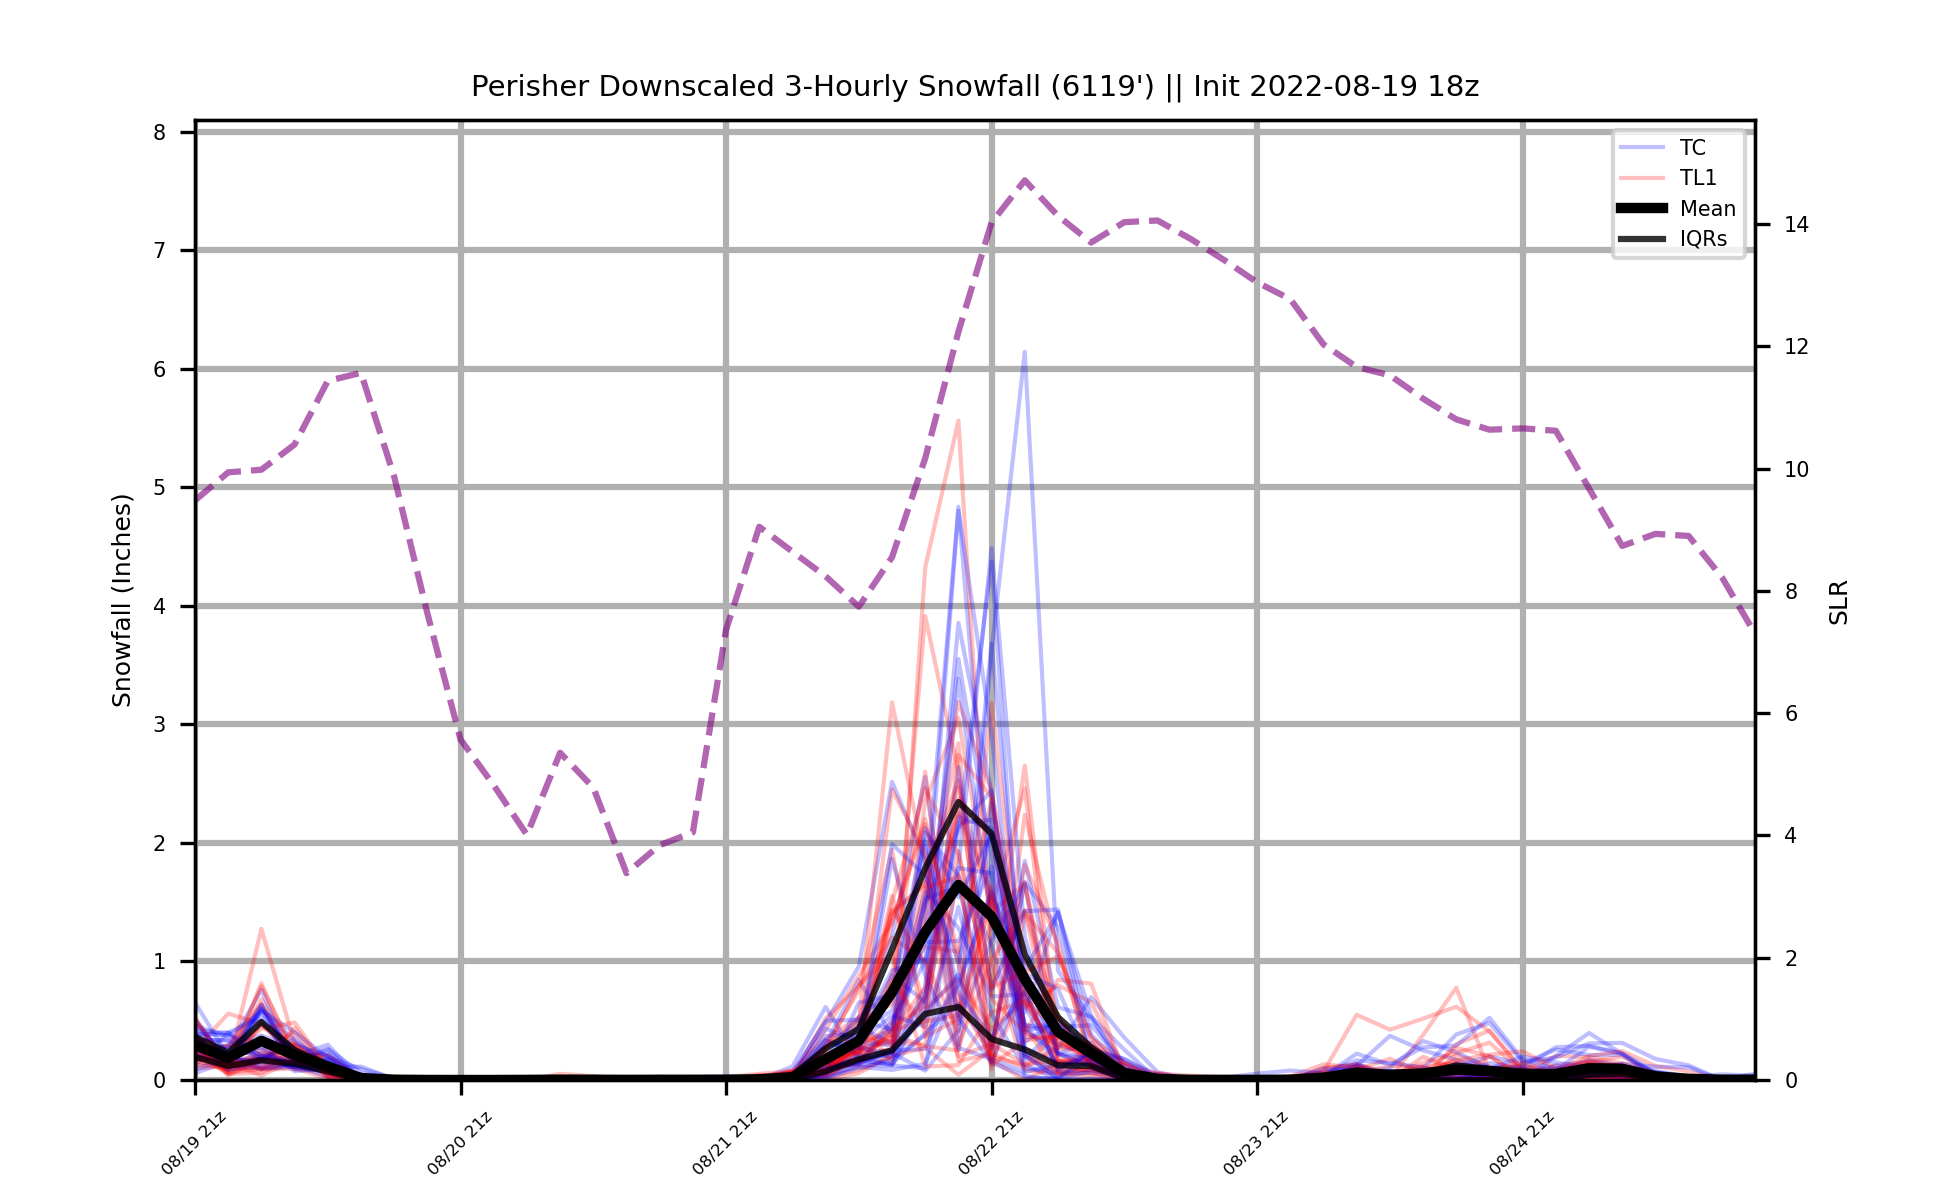 Perisher Downscaled 3-Hourly Snowfall (6119') || Init 2022-08-19 18z
TC
TL1
Mean
IQRs
Snowfall (Inches)
8
7
6
5
4
3
2
1
0
SLR
14
12
10
8
6
4
2
0
08/19 21z
08/20 21z
08/21 21z
08/22 21z
08/23 21z
08/24 21z